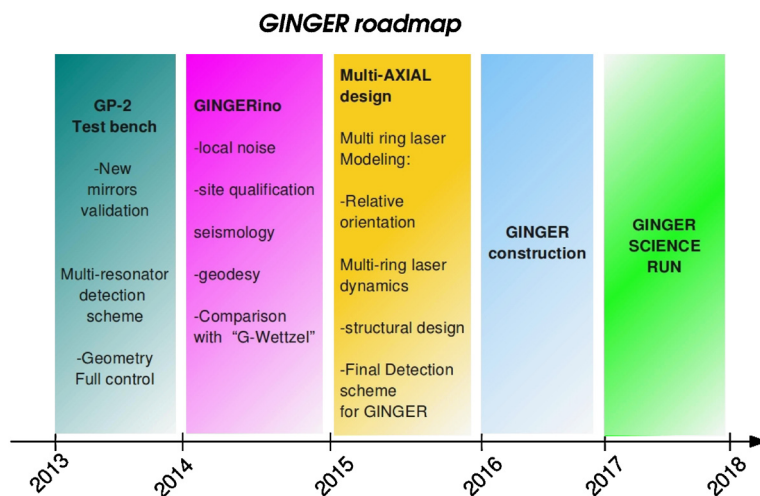 GINGER roadmap
GP-2
Test bench
-New
mirrors
validation
Multi-resonator
detection
scheme
-Geometry
Full control
GINGERino
-local noise
-site qualification
seismology
-geodesy
-Comparison
with "G-Wettzel"
Multi-AXIAL
design
Multi ring laser
Modeling:
-Relative
orientation
Multi-ring laser
dynamics
-structural design
-Final Detection
scheme
for GINGER
GINGER
construction
GINGER
SCIENCE
RUN
2013
2014
2015
2016
2017
2018